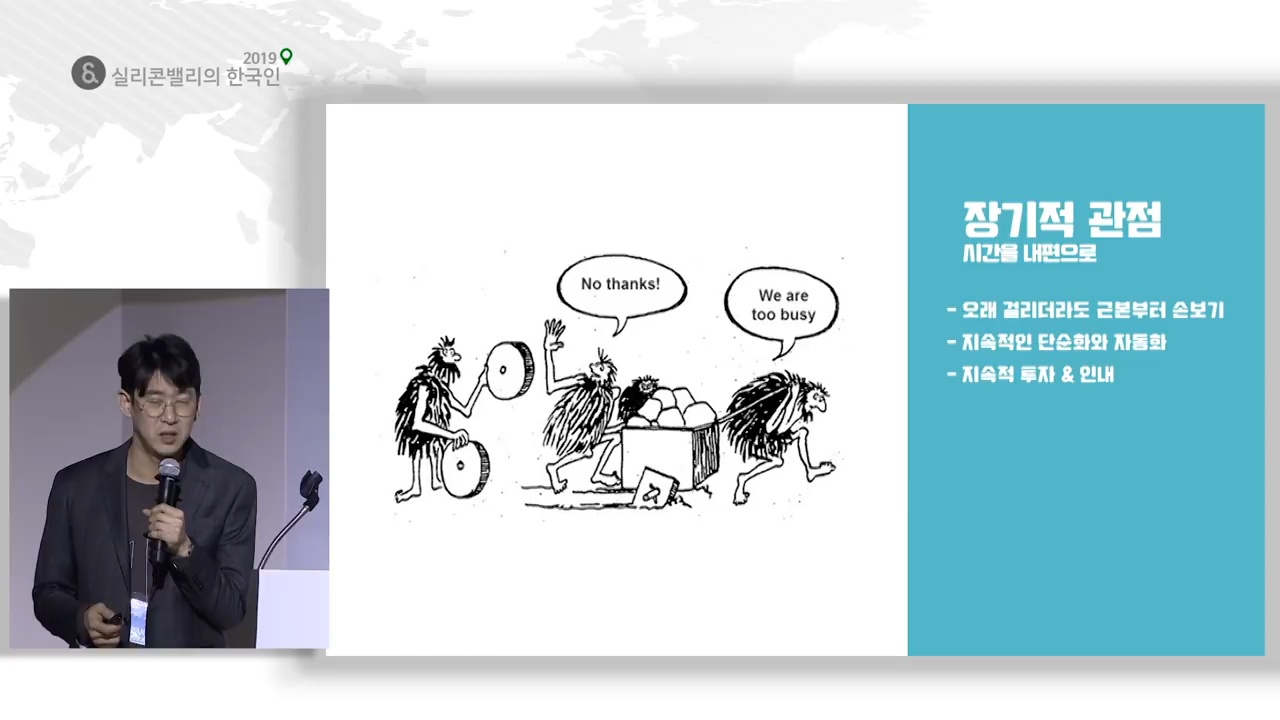 2019
& 실리콘밸리의 한국인
No thanks!
We are
too busy
장기적 관점
시간을 내편으로
- 오래 걸리더라도 근본부터 손보기
- 지속적인 단순화와 자동화
- 지속적 투자 & 인내